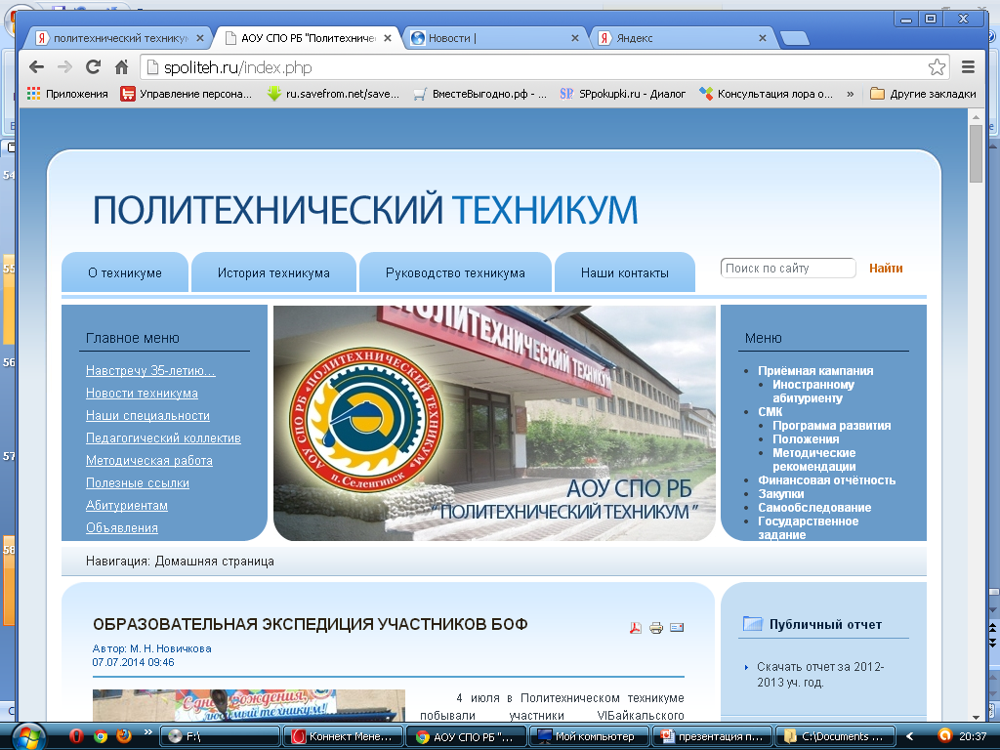 политехнический техникум
АОУ СПО РБ "Политехниче
Новости |
Яндекс
spoliteh.ru/index.php
Приложения
Управление персона...
ru.savefrom.net/save...
ВместеВыгодно.рф - ...
SPpokupki.ru - Диалог
Консультация лора о...
»
Другие закладки
54
55
56
57
58
ПОЛИТЕХНИЧЕСКИЙ ТЕХНИКУМ
О техникуме
История техникума
Руководство техникума
Наши контакты
Поиск по сайту
Найти
Главное меню
Навстречу 35-летию...
Новости техникума
Наши специальности
Педагогический коллектив
Методическая работа
Полезные ссылки
Абитуриентам
Объявления
ПОЛИТЕХНИЧЕСКИЙ ТЕХНИКУМ
АОУ СПО РБ «ПОЛИТЕХНИЧЕСКИЙ ТЕХНИКУМ»
п. Селенгинск
АОУ СПО РБ
"ПОЛИТЕХНИЧЕСКИЙ ТЕХНИКУМ"
Меню
Приёмная кампания
Иностранному
абитуриенту
СМК
Программа развития
Положения
Методические
рекомендации
Финансовая отчётность
Закупки
Самообследование
Государственное
задание
Навигация: Домашняя страница
ОБРАЗОВАТЕЛЬНАЯ ЭКСПЕДИЦИЯ УЧАСТНИКОВ БОФ
Автор: М. Н. Новичкова
07.07.2014 09:46
С днём рождения,
любимый техникум!!
4 июля в Политехническом техникуме
побывали участники VIБайкальского
Публичный отчет
Скачать отчет за 2012-
2013 уч. год.
»
F:\
Коннект Мене...
АОУ СПО РБ "...
Мой компьютер
презентация п...
C:\Documents ...
20:37